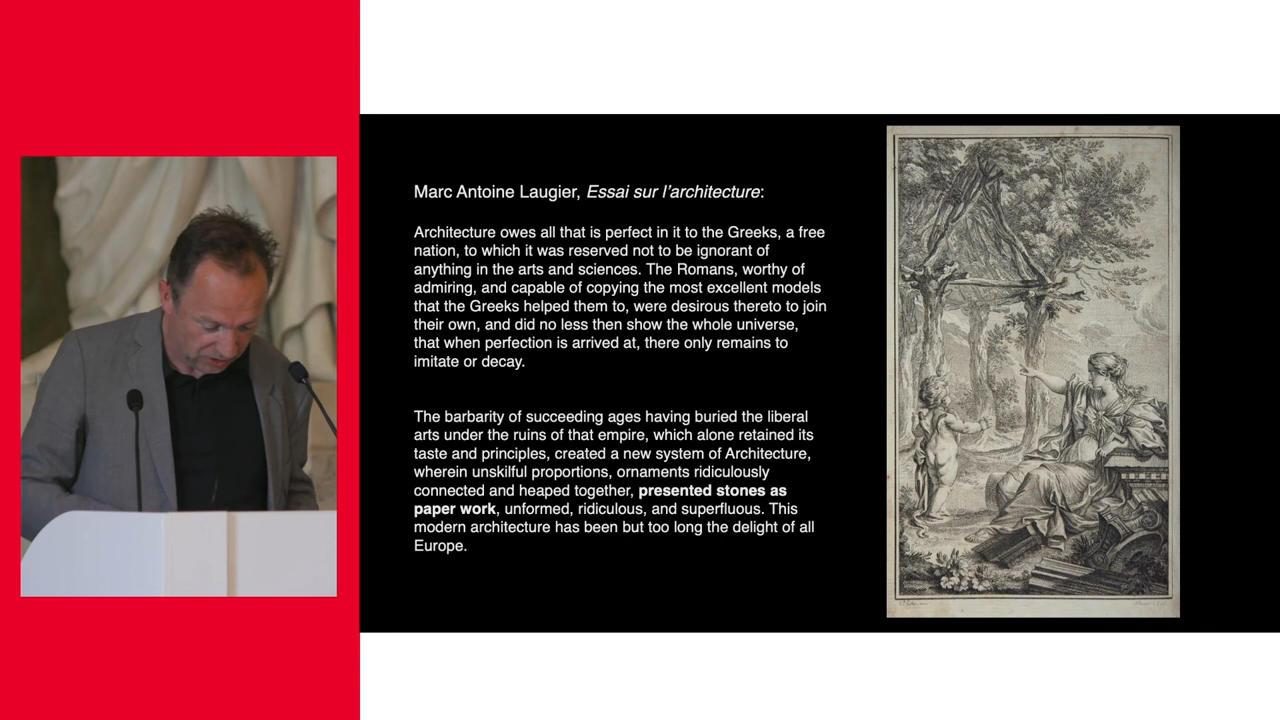 Marc Antoine Laugier, Essai sur l'architecture:
Architecture owes all that is perfect in it to the Greeks, a free
nation, to which it was reserved not to be ignorant of
anything in the arts and sciences. The Romans, worthy of
admiring, and capable of copying the most excellent models
that the Greeks helped them to, were desirous thereto to join
their own, and did no less then show the whole universe,
that when perfection is arrived at, there only remains to
imitate or decay.
The barbarity of succeeding ages having buried the liberal
arts under the ruins of that empire, which alone retained its
taste and principles, created a new system of Architecture,
wherein unskilful proportions, ornaments ridiculously
connected and heaped together, presented stones as
paper work, unformed, ridiculous, and superfluous. This
modern architecture has been but too long the delight of all
Europe.